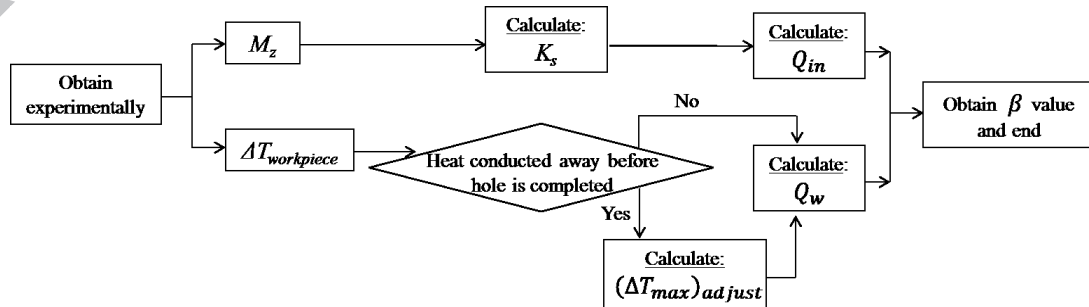 Obtain
experimentally
M_z
Calculate:
K_s
Calculate:
Q_in
ΔT_workpiece
Heat conducted away before
hole is completed
No
Yes
Calculate:
(ΔT_max)_adjust
Calculate:
Q_w
Obtain β value
and end